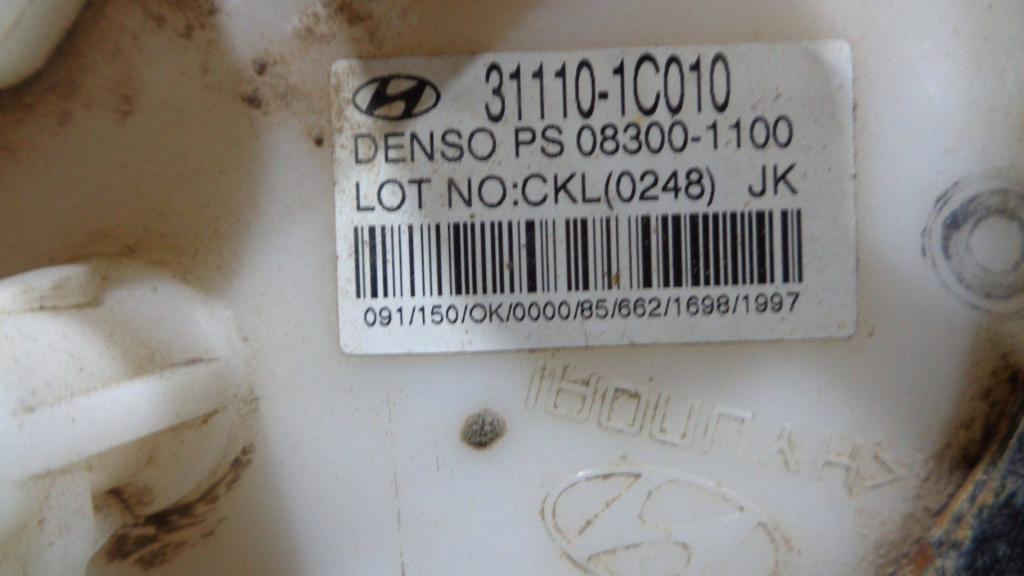 31110-1C010
DENSO PS 08300-1100
LOT NO:CKL(0248) JK
091/150/OK/0000/85/662/1698/1997
HYUNDAI